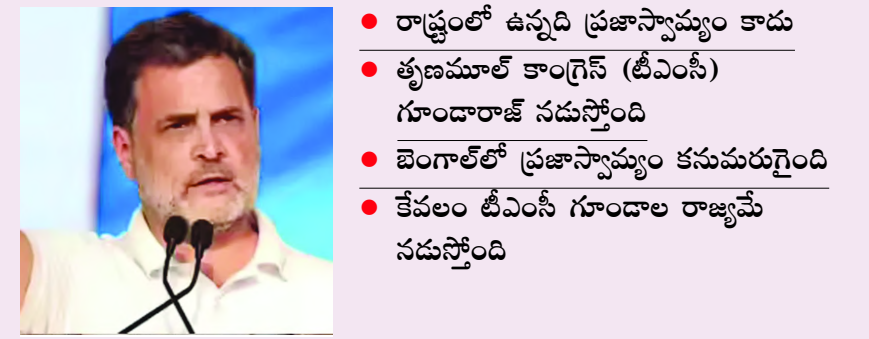 • రాష్ట్రంలో ఉన్నది ప్రజాస్వామ్యం కాదు
• తృణమూల్ కాంగ్రెస్ (టీఎంసీ)
గూండారాజ్ నడుస్తోంది
• బెంగాల్‌లో ప్రజాస్వామ్యం కనుమరుగైంది
• కేవలం టీఎంసీ గూండాల రాజ్యమే
నడుస్తోంది